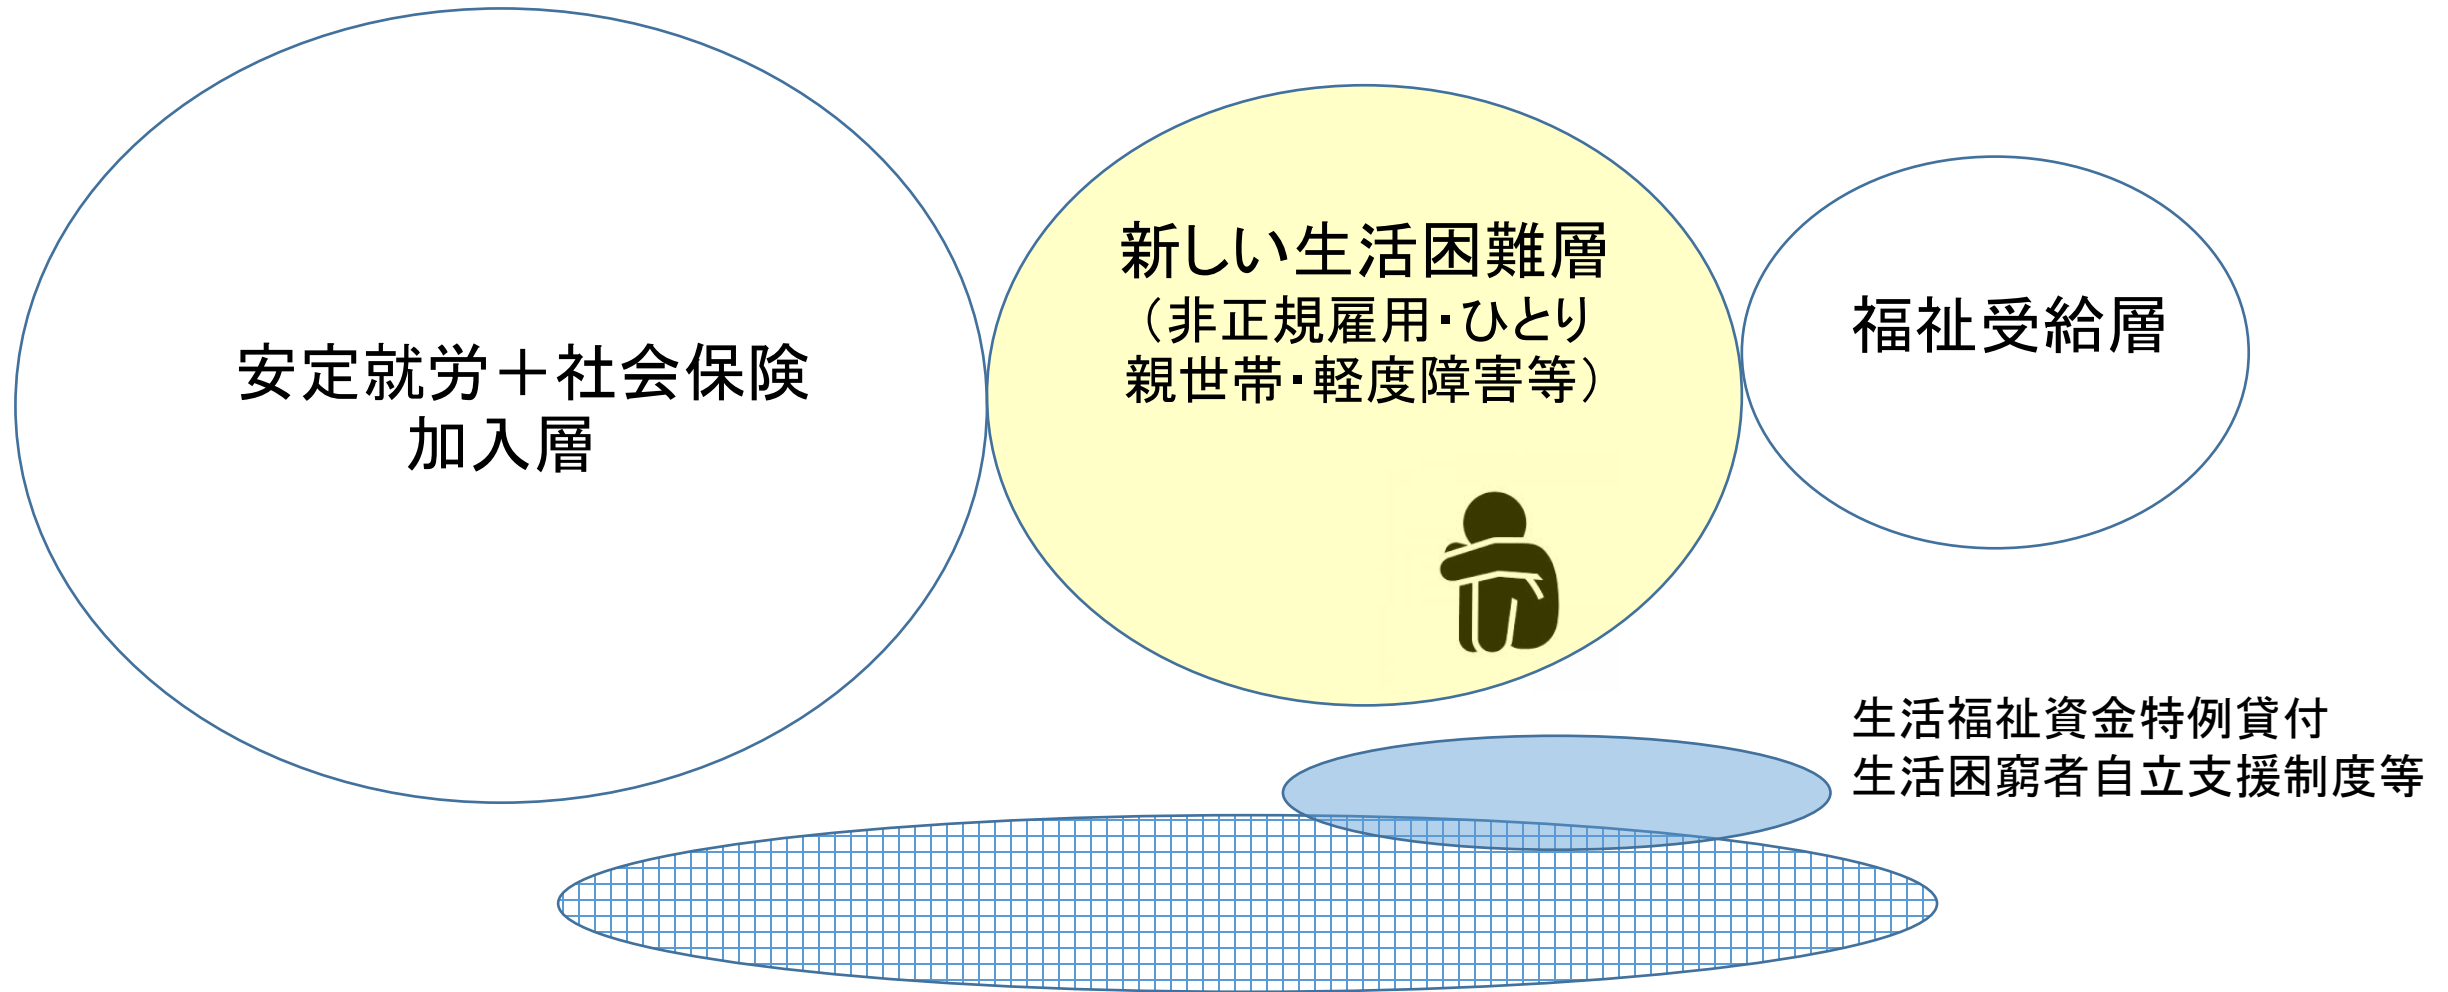 安定就労＋社会保険
加入層
新しい生活困難層
（非正規雇用・ひとり
親世帯・軽度障害等）
福祉受給層
生活福祉資金特例貸付
生活困窮者自立支援制度等